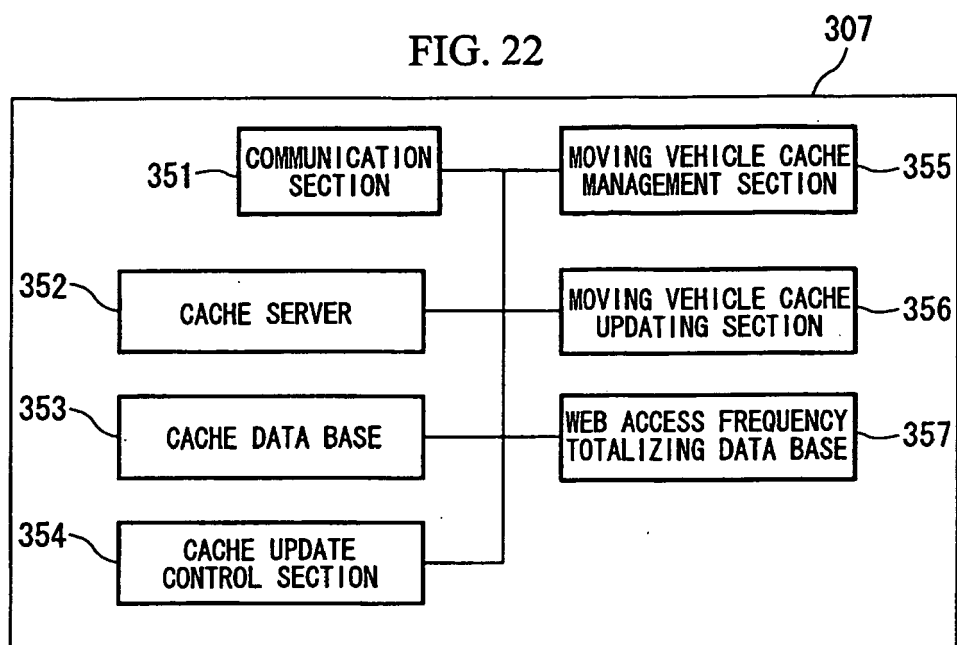 FIG. 22
307
351
COMMUNICATION
SECTION
MOVING VEHICLE CACHE
MANAGEMENT SECTION
355
352
CACHE SERVER
MOVING VEHICLE CACHE
UPDATING SECTION
356
353
CACHE DATA BASE
WEB ACCESS FREQUENCY
TOTALIZING DATA BASE
357
354
CACHE UPDATE
CONTROL SECTION